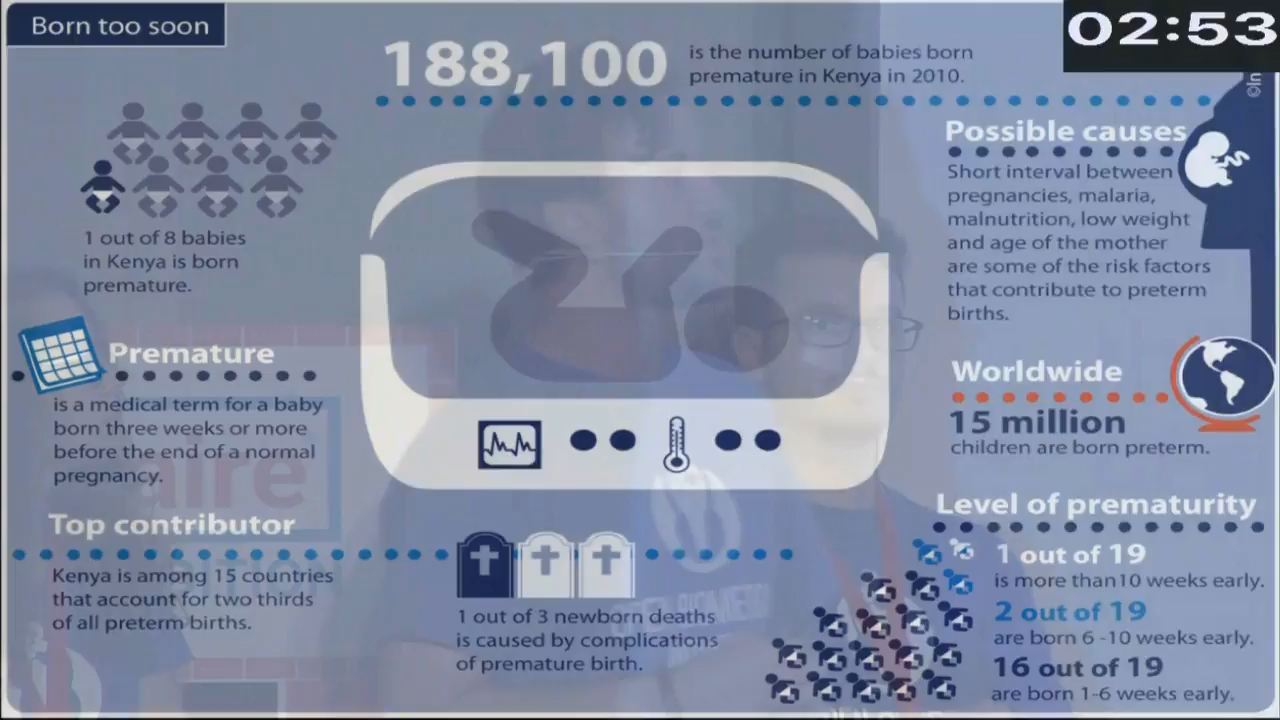 Born too soon
02:53
188,100
is the number of babies born
premature in Kenya in 2010.
©In
1 out of 8 babies
in Kenya is born
premature.
Possible causes
Short interval between
pregnancies, malaria,
malnutrition, low weight
and age of the mother
are some of the risk factors
that contribute to preterm
births.
Premature
is a medical term for a baby
born three weeks or more
before the end of a normal
pregnancy.
Worldwide
15 million
children are born preterm.
Top contributor
Kenya is among 15 countries
that account for two thirds
of all preterm births.
1 out of 3 newborn deaths
is caused by complications
of premature birth.
Level of prematurity
1 out of 19
is more than10 weeks early.
2 out of 19
are born 6 -10 weeks early.
16 out of 19
are born 1-6 weeks early.